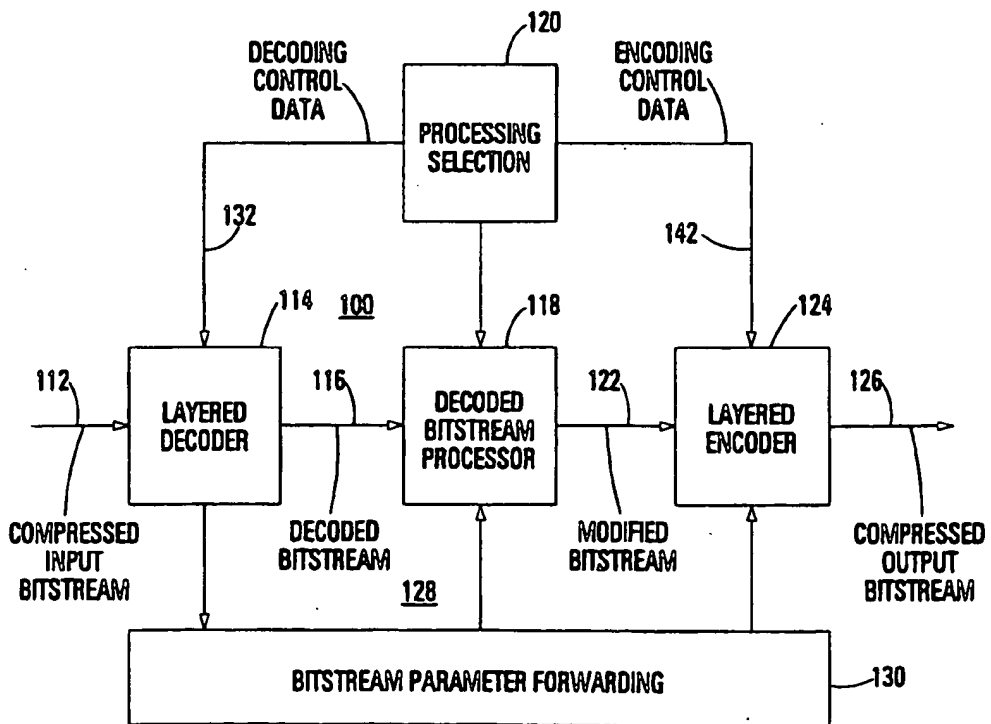 120
DECODING
CONTROL
DATA
ENCODING
CONTROL
DATA
PROCESSING
SELECTION
132
142
114
100
118
124
112
116
122
126
LAYERED
DECODER
DECODED
BITSTREAM
PROCESSOR
LAYERED
ENCODER
COMPRESSED
INPUT
BITSTREAM
DECODED
BITSTREAM
MODIFIED
BITSTREAM
COMPRESSED
OUTPUT
BITSTREAM
128
BITSTREAM PARAMETER FORWARDING
130